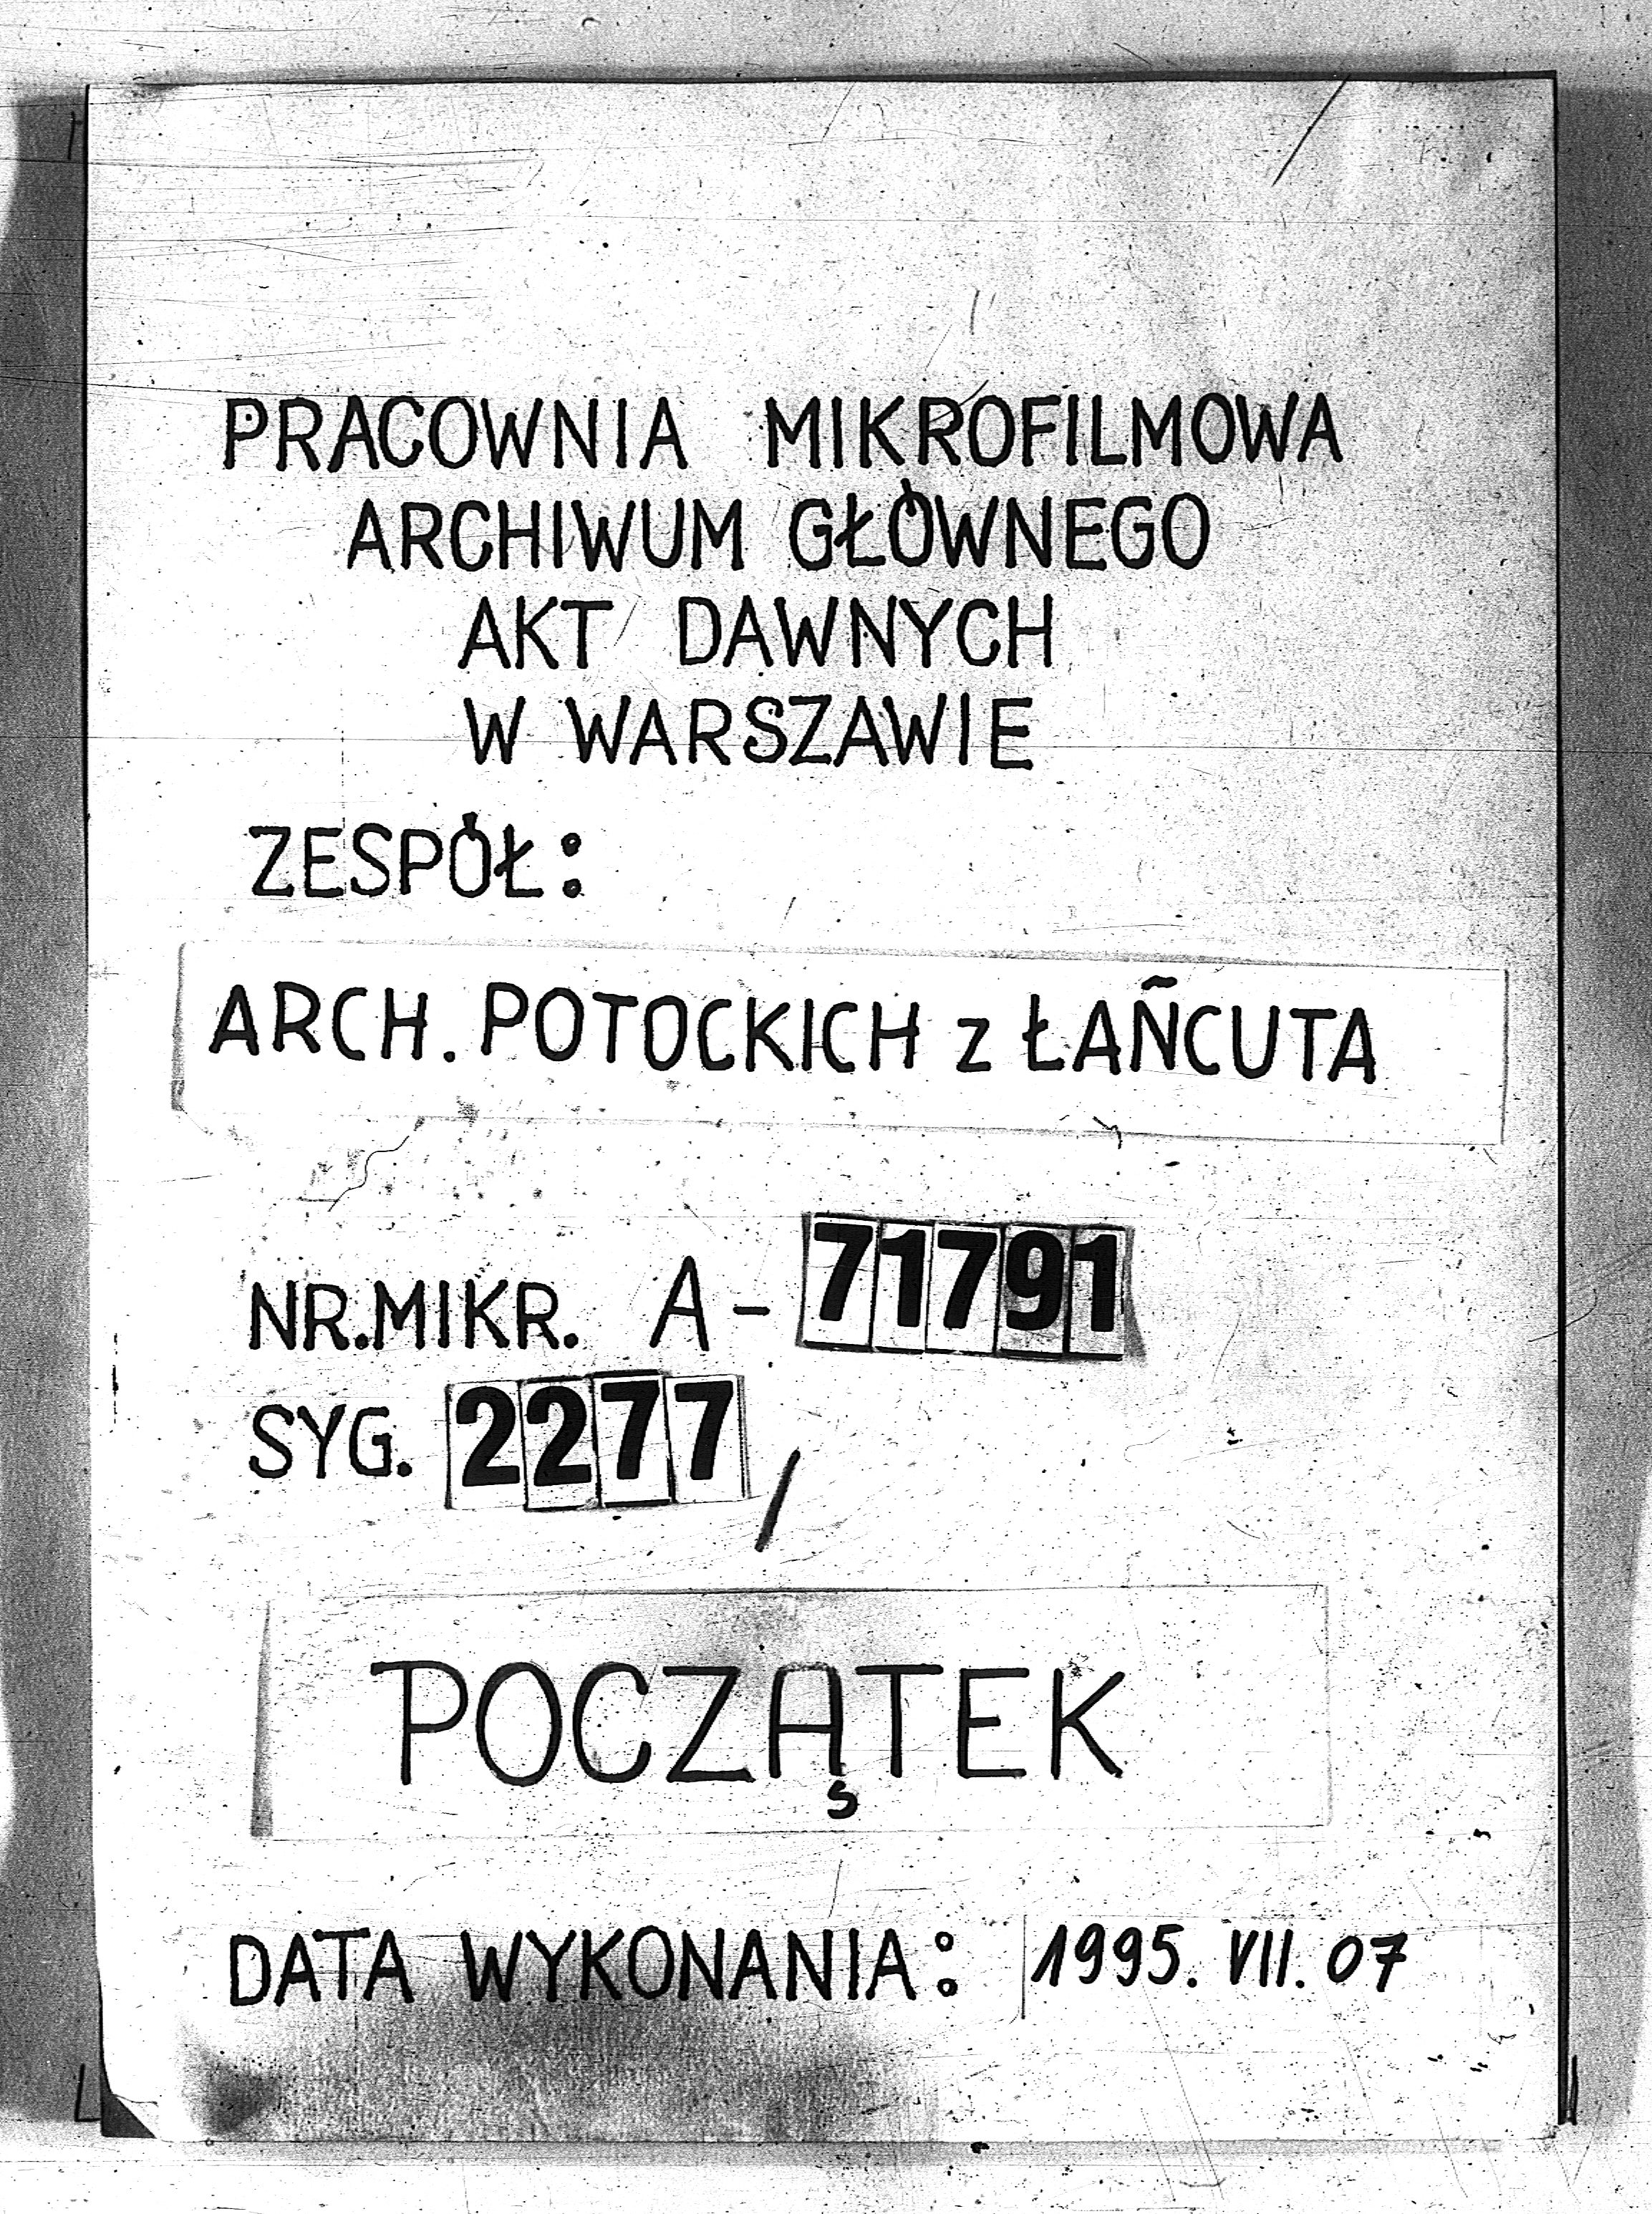 PRACOWNIA MIKROFILMOWA
ARCHIWUM GŁÓWNEGO
AKT DAWNYCH
W WARSZAWIE
ZESPÓŁ:
ARCH. POTOCKICH z ŁAÑCUTA
NR.MIKR. A-71791
SYG. 2277/
POCZĄTEK
DATA WYKONANIA: 1995. VII. 07